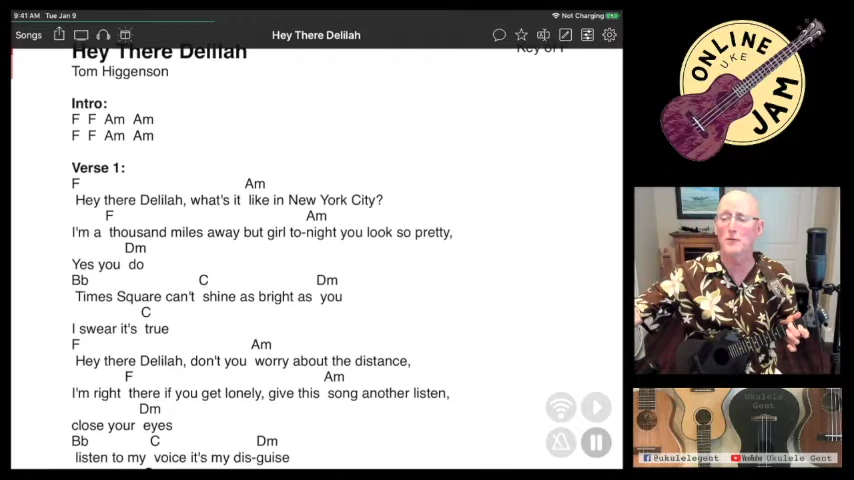 9:41 AM Tue Jan 9
Not Charging
Songs
Hey There Delilah
Hey There Delilah
Key of F
Tom Higgenson
Intro:
F F Am Am
F F Am Am
Verse 1:
F Am
Hey there Delilah, what's it like in New York City?
F Am
I'm a thousand miles away but girl to-night you look so pretty,
Dm
Yes you do
Bb C Dm
Times Square can't shine as bright as you
C
I swear it's true
F Am
Hey there Delilah, don't you worry about the distance,
F Am
I'm right there if you get lonely, give this song another listen,
Dm
close your eyes
Bb C Dm
listen to my voice it's my dis-guise
ONLINE
UKE
JAM
Ukulele
Gent
@ukulelegent
Ukulele Gent